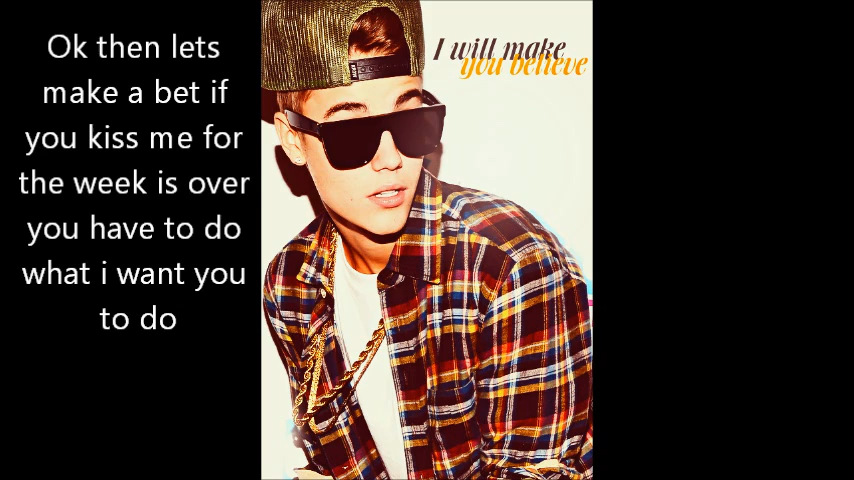 Ok then lets
make a bet if
you kiss me for
the week is over
you have to do
what i want you
to do
I will make
you believe